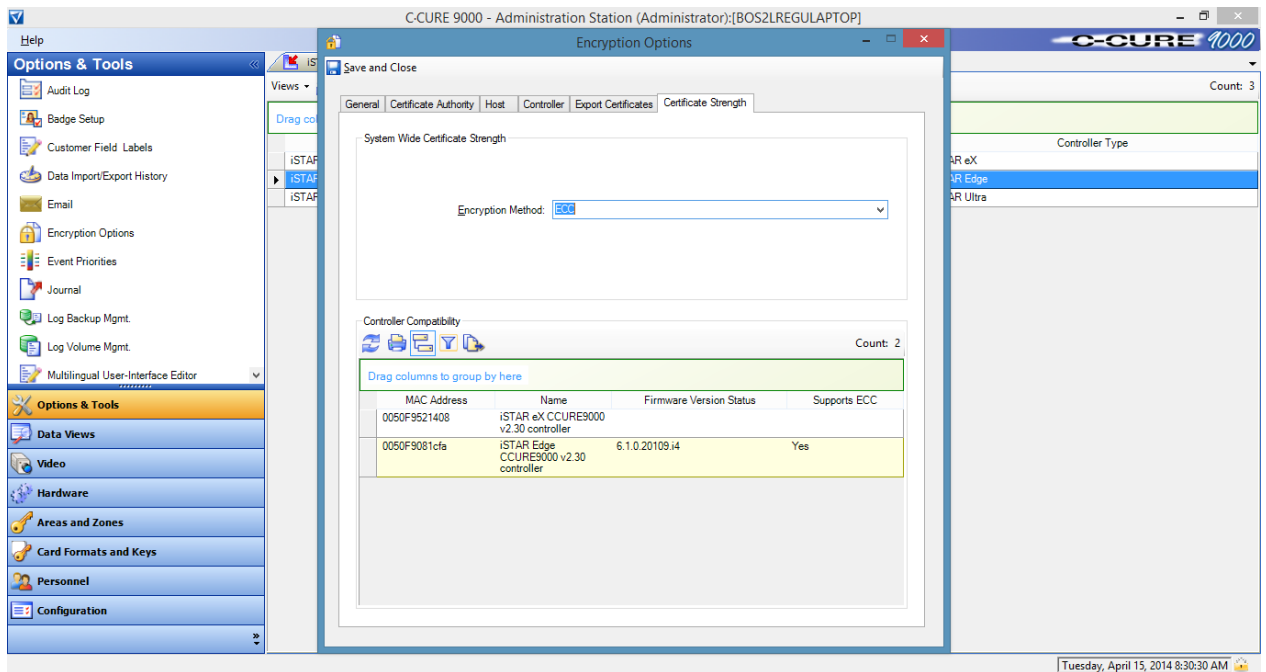 C-CURE 9000 - Administration Station (Administrator):[BOS2LREGULAPTOP]
Help
C-CURE 9000
Options & Tools
Audit Log
Badge Setup
Customer Field Labels
Data Import/Export History
Email
Encryption Options
Event Priorities
Journal
Log Backup Mgmt.
Log Volume Mgmt.
Multilingual User-Interface Editor
Options & Tools
Data Views
Video
Hardware
Areas and Zones
Card Formats and Keys
Personnel
Configuration
Views
Count: 3
Drag
Controller Type
eX
Edge
Ultra
Encryption Options
Save and Close
General Certificate Authority Host Controller Export Certificates Certificate Strength
System Wide Certificate Strength
Encryption Method: ECC
Controller Compatibility
Count: 2
Drag columns to group by here
MAC Address Name Firmware Version Status Supports ECC
0050F9521408 iSTAR eX CCURE9000
v2.30 controller
0050F9081cfa iSTAR Edge 6.1.0.20109.i4 Yes
CCURE9000 v2.30
controller
Tuesday, April 15, 2014 8:30:30 AM